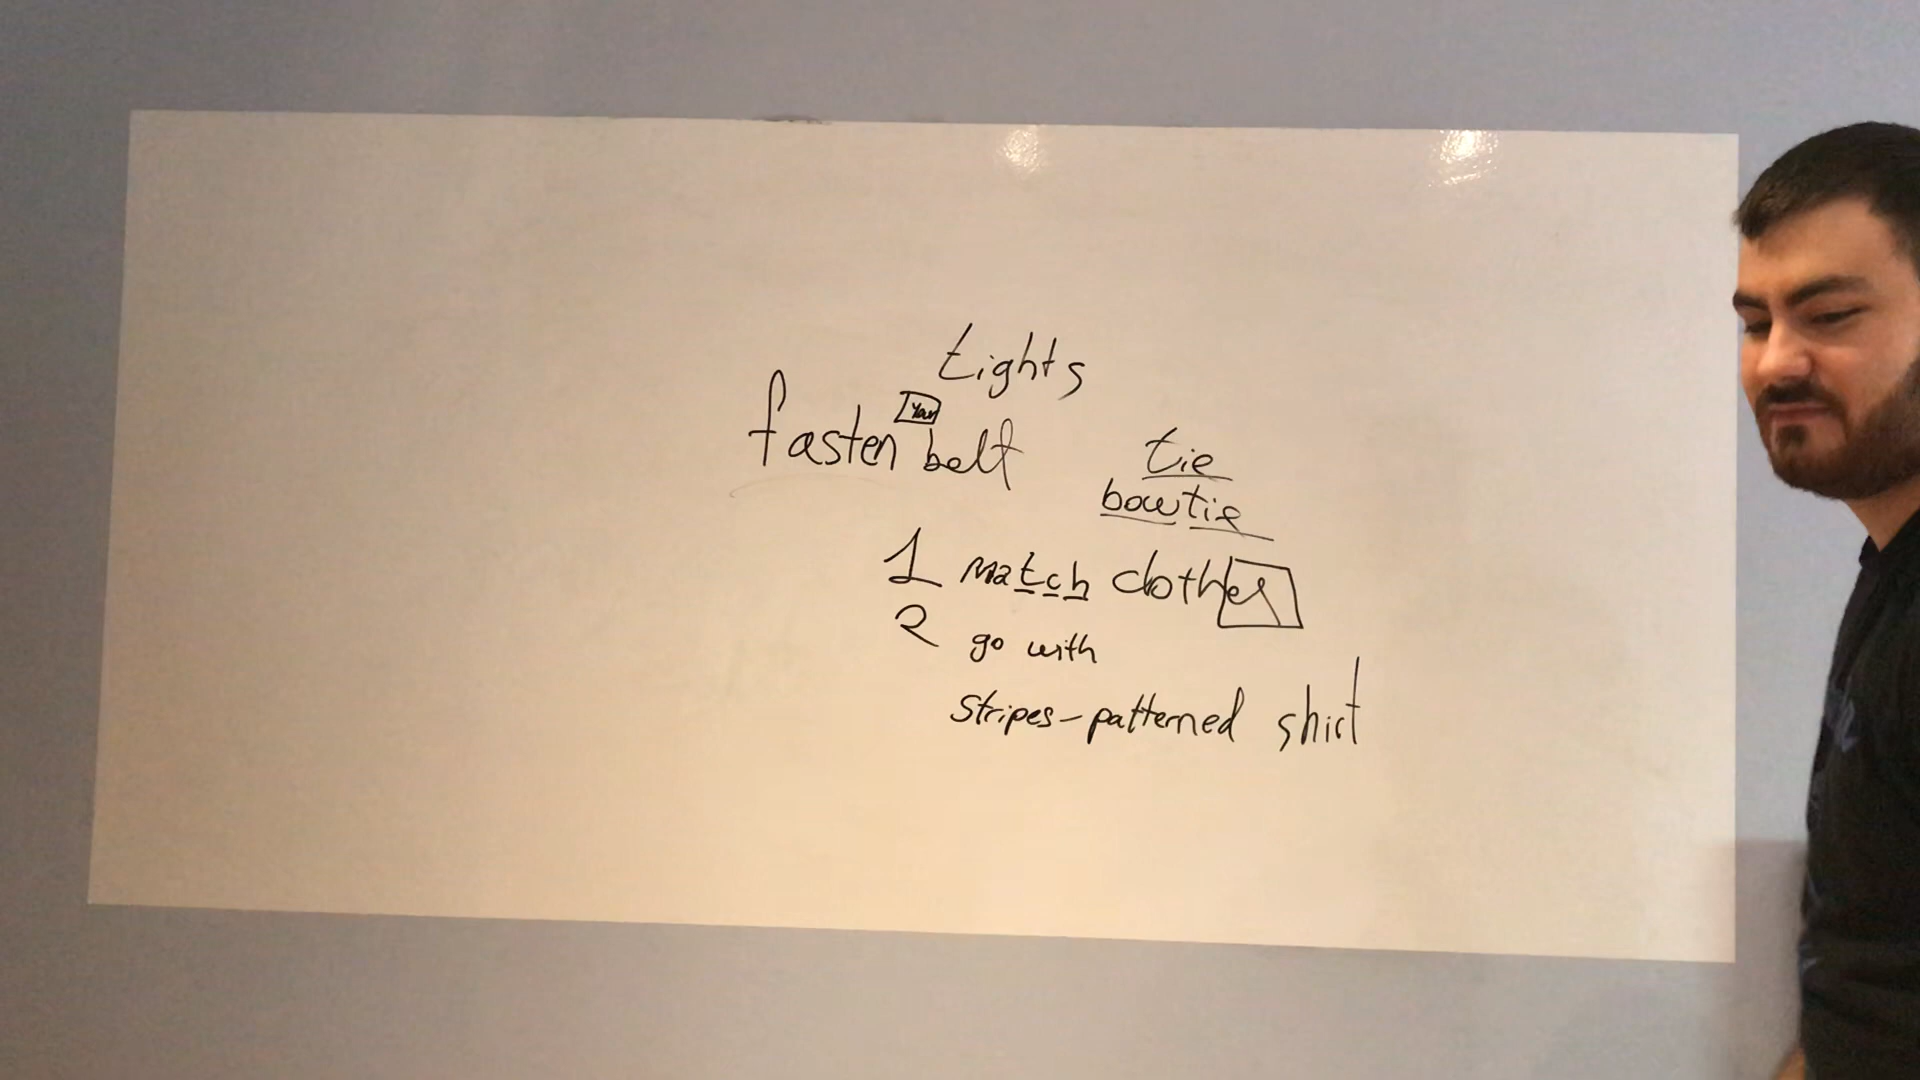 tights
fasten your belt
tie
bowtie
1 match clothes
2 go with
stripes-patterned shirt